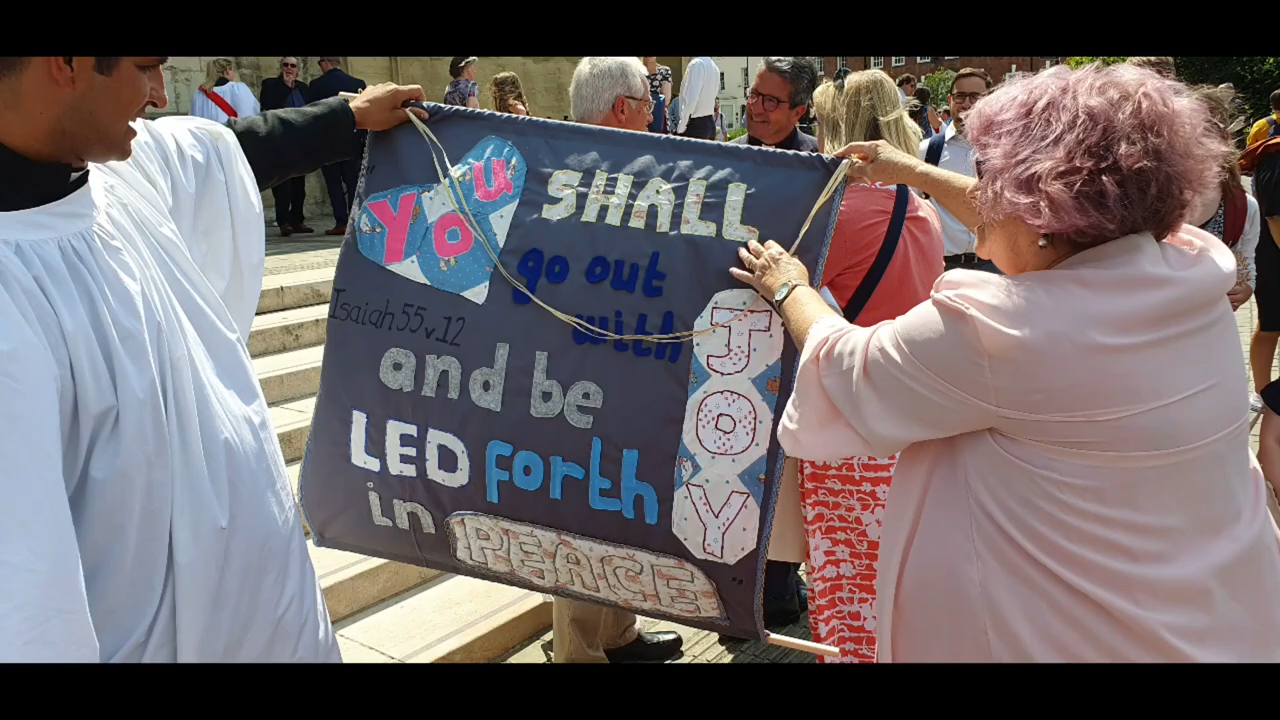 "You SHALL
go out
with JOY
Isaiah 55 v. 12
and be
LED forth
in PEACE"